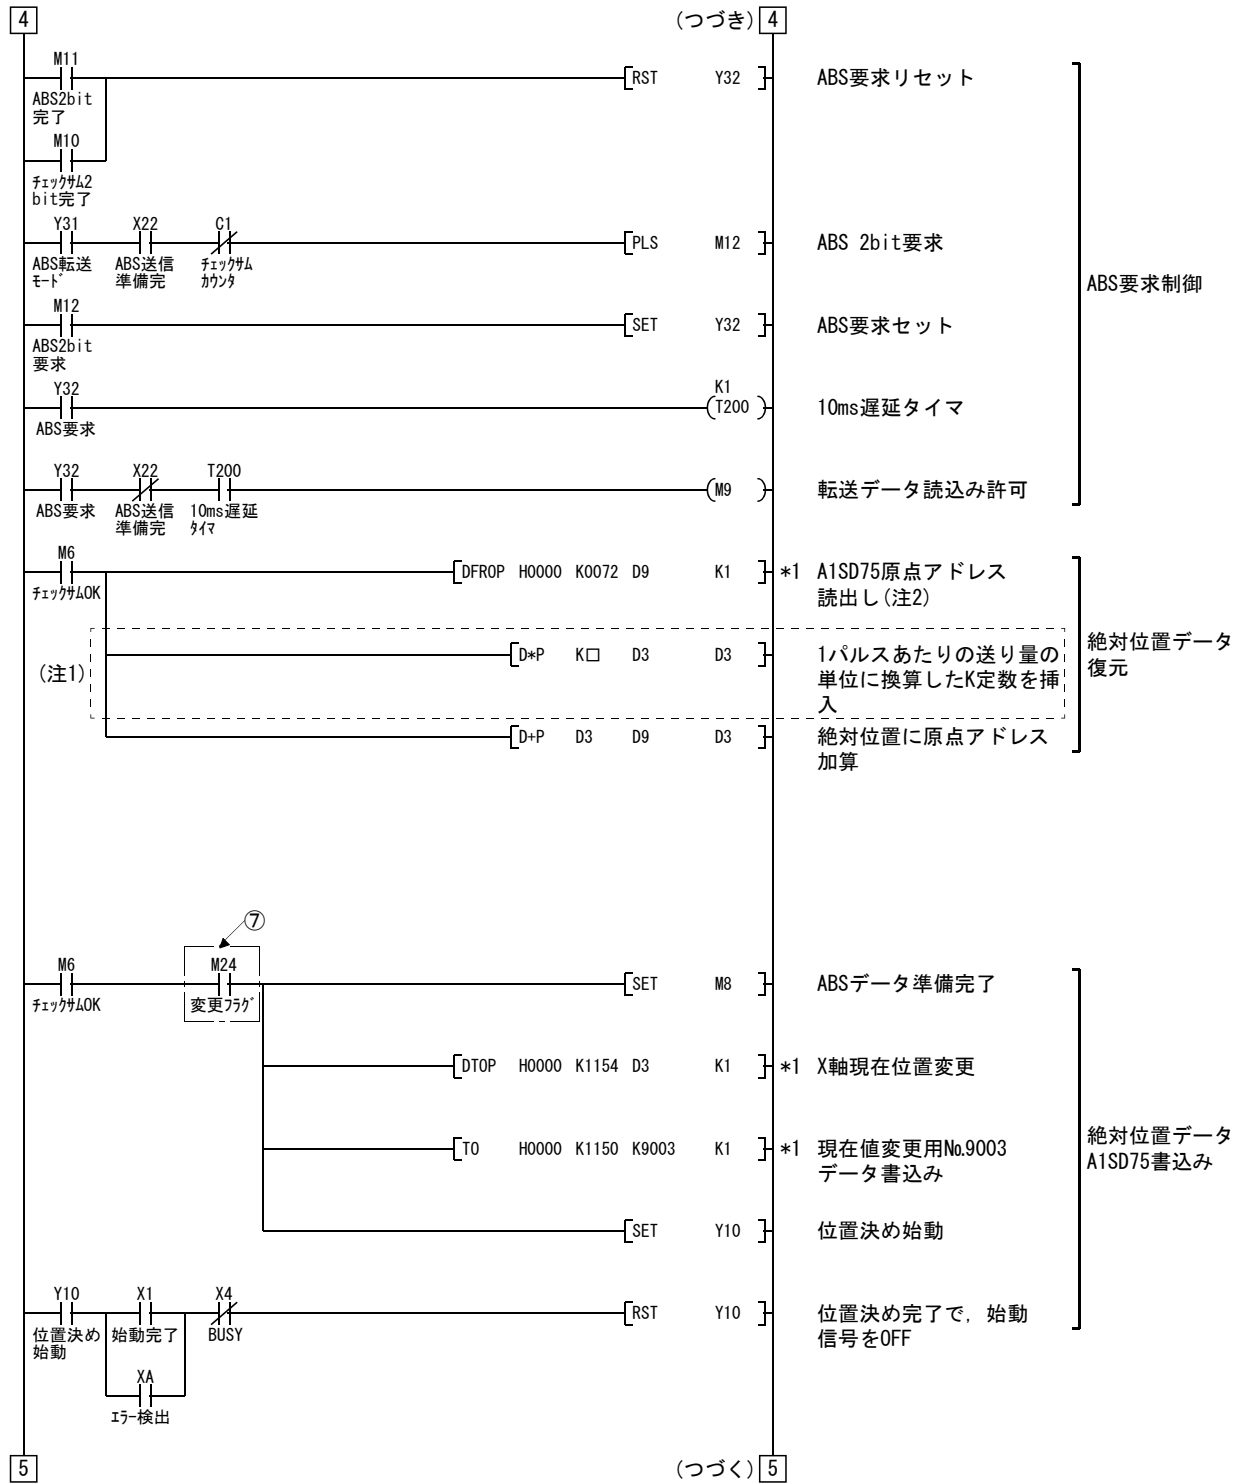 4 (つづき) 4
M11
ABS2bit
完了
RST Y32 ABS要求リセット
M10
ﾁｪｯｸｻﾑ2
bit完了
Y31 X22 C1
ABS転送
ﾓｰﾄﾞ
ABS送信
準備完
ﾁｪｯｸｻﾑ
ｶｳﾝﾀ
PLS M12 ABS 2bit要求
ABS要求制御
M12
ABS2bit
要求
SET Y32 ABS要求セット
Y32
ABS要求
K1
T200 10ms遅延タイマ
Y32 X22 T200
ABS要求
ABS送信
準備完
10ms遅延
ﾀｲﾏ
M9 転送データ読込み許可
M6
ﾁｪｯｸｻﾑOK
DFROP H0000 K0072 D9 K1 *1 A1SD75原点アドレス
読出し(注2)
(注1)
D*P K□ D3 D3 1パルスあたりの送り量の
単位に換算したK定数を挿
入
絶対位置データ
復元
D+P D3 D9 D3 絶対位置に原点アドレス
加算
⑦
M6 M24
ﾁｪｯｸｻﾑOK 変更ﾌﾗｸﾞ
SET M8 ABSデータ準備完了
DTOP H0000 K1154 D3 K1 *1 X軸現在位置変更
TO H0000 K1150 K9003 K1 *1 現在値変更用№9003
データ書込み
絶対位置データ
A1SD75書込み
SET Y10 位置決め始動
Y10 X1 X4
位置決め
始動
始動完了 BUSY
RST Y10 位置決め完了で，始動
信号をOFF
XA
ｴﾗｰ検出
5 (つづく) 5